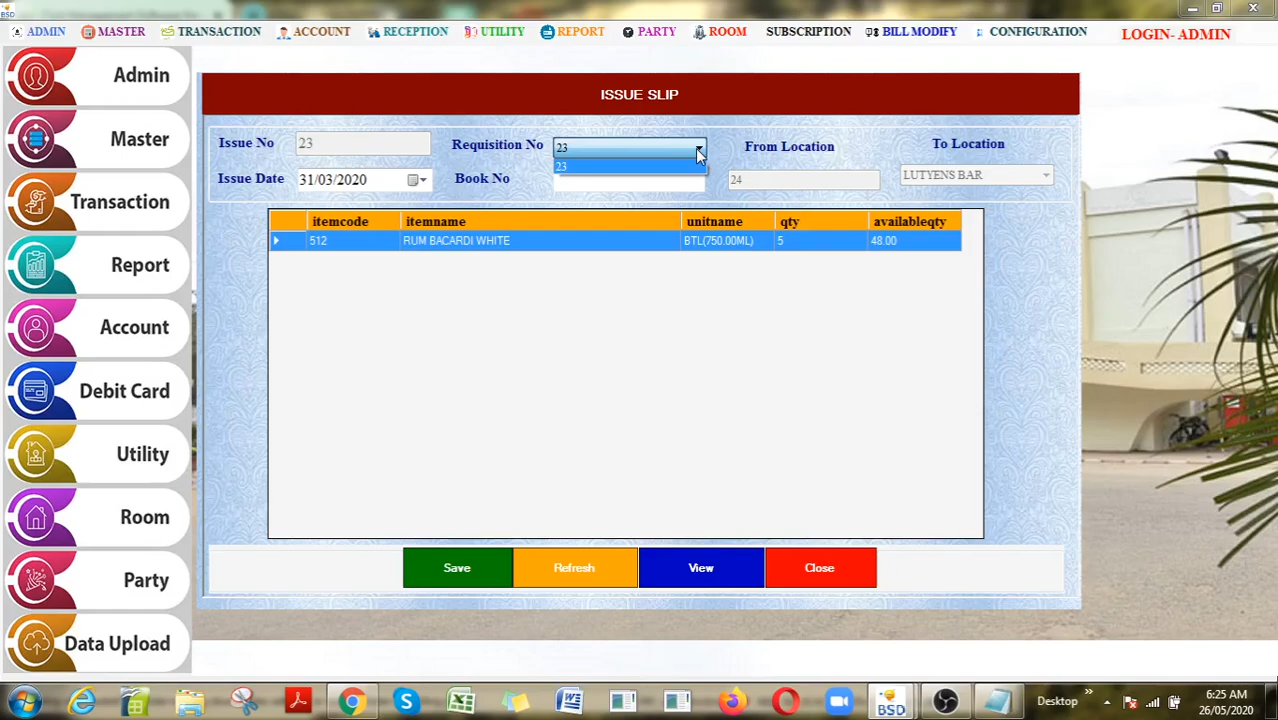 BSD
ADMIN MASTER TRANSACTION ACCOUNT RECEPTION UTILITY REPORT PARTY ROOM SUBSCRIPTION BILL MODIFY CONFIGURATION LOGIN- ADMIN
Admin
Master
Transaction
Report
Account
Debit Card
Utility
Room
Party
Data Upload
ISSUE SLIP
Issue No 23 Requisition No 23 From Location To Location
23
Issue Date 31/03/2020 Book No 24 LUTYENS BAR
itemcode itemname unitname qty availableqty
512 RUM BACARDI WHITE BTL(750.00ML) 5 48.00
Save Refresh View Close
BSD
Desktop
6:25 AM
26/05/2020